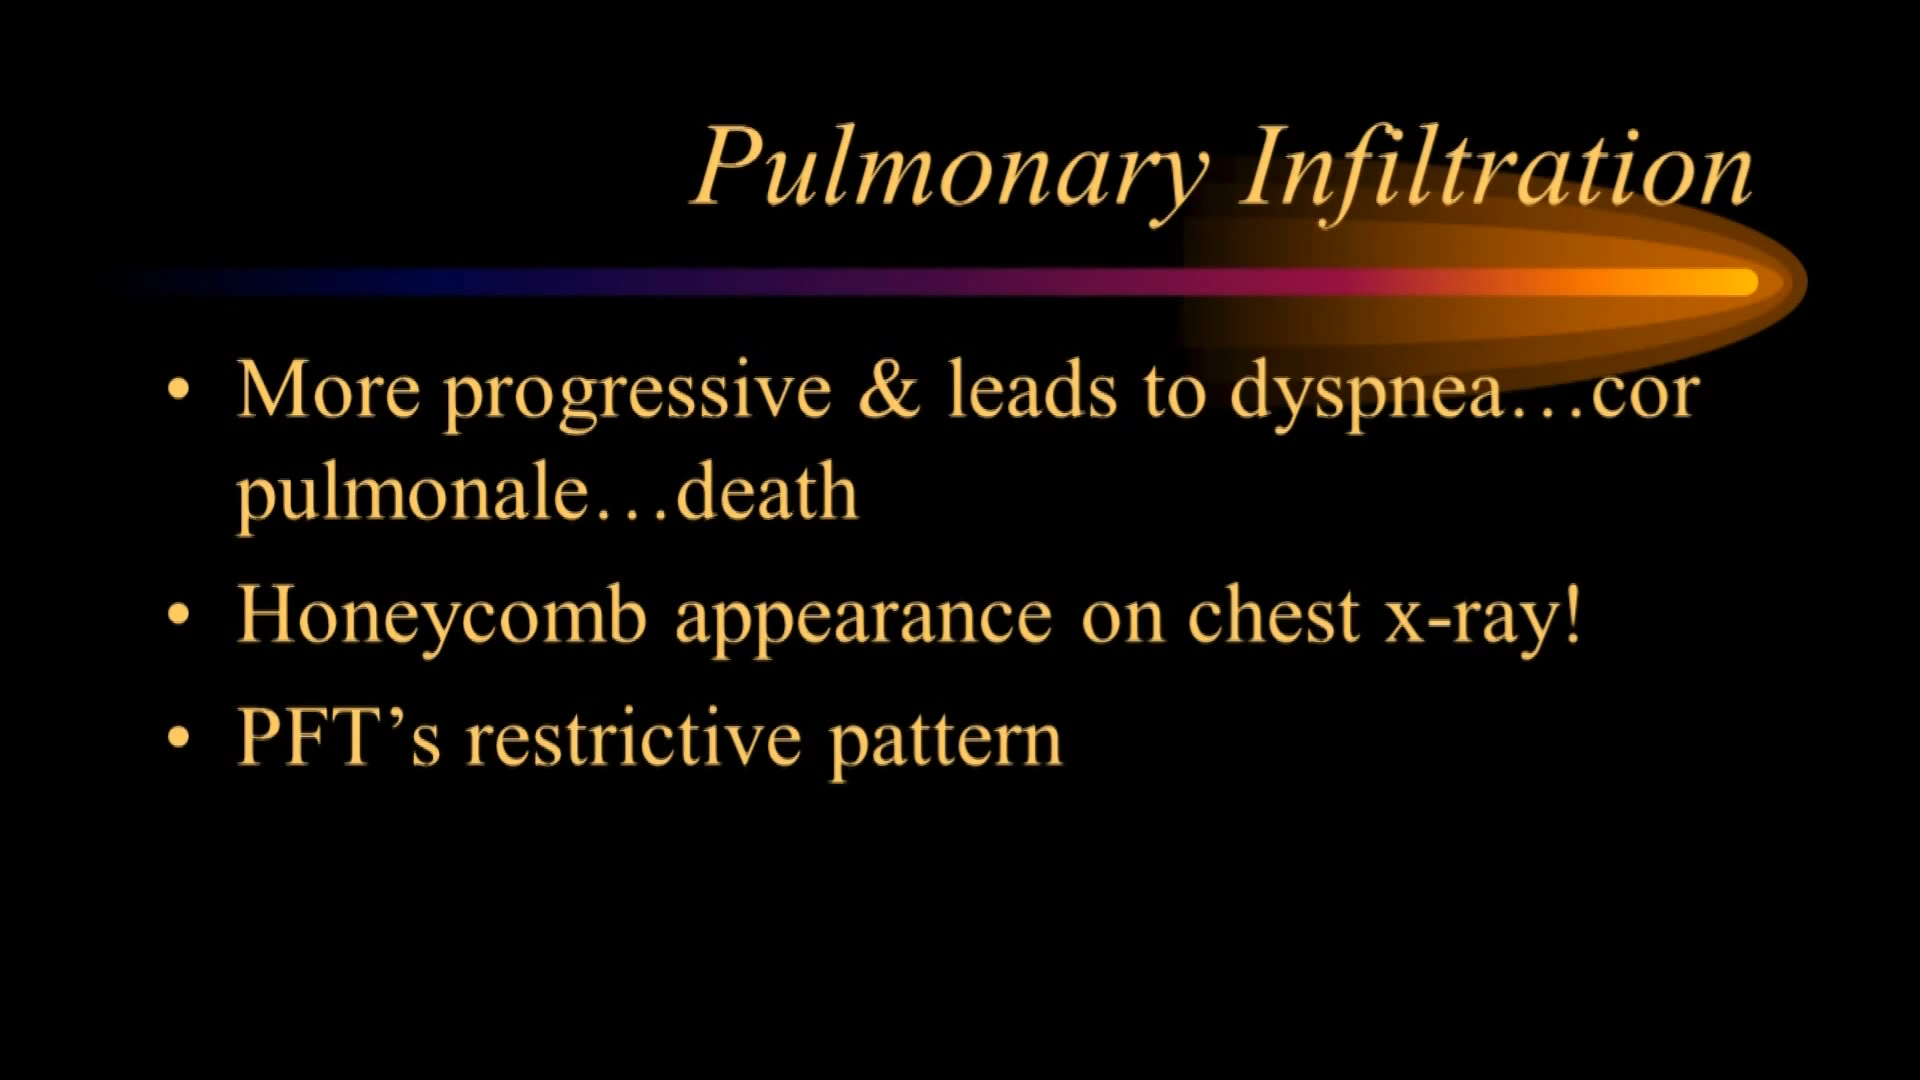 Pulmonary Infiltration
• More progressive & leads to dyspnea…cor
pulmonale…death
• Honeycomb appearance on chest x-ray!
• PFT’s restrictive pattern